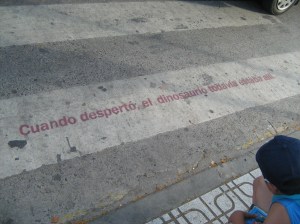 Cuando despertó, el dinosaurio todavía estaba allí.